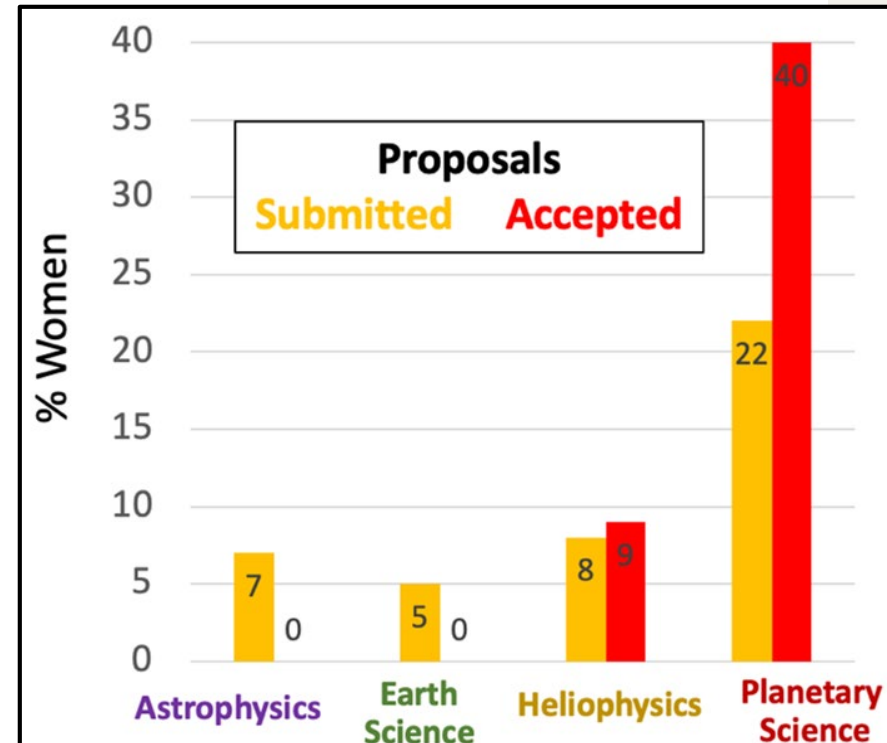 40
35
30
25
20
15
10
5
0
% Women
Proposals
Submitted Accepted
7
0
5
0
8
9
22
40
Astrophysics
Earth
Science
Heliophysics
Planetary
Science